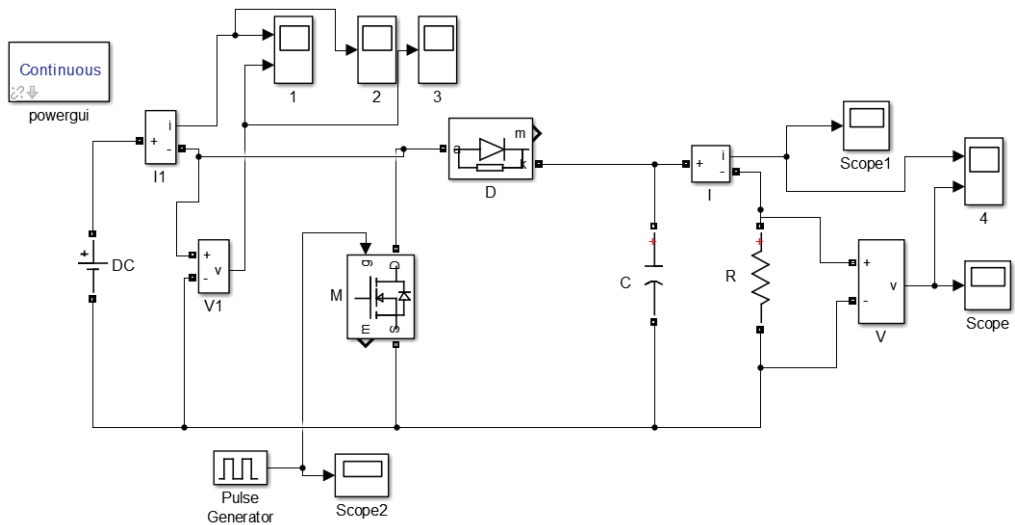 Continuous
powergui
1
2
3
i
+
-
I1
DC
+
+
-
v
V1
a
m
k
D
g
D
M
m
S
+
-
i
I
Scope1
4
+
C
+
R
+
-
v
V
Scope
Pulse
Generator
Scope2